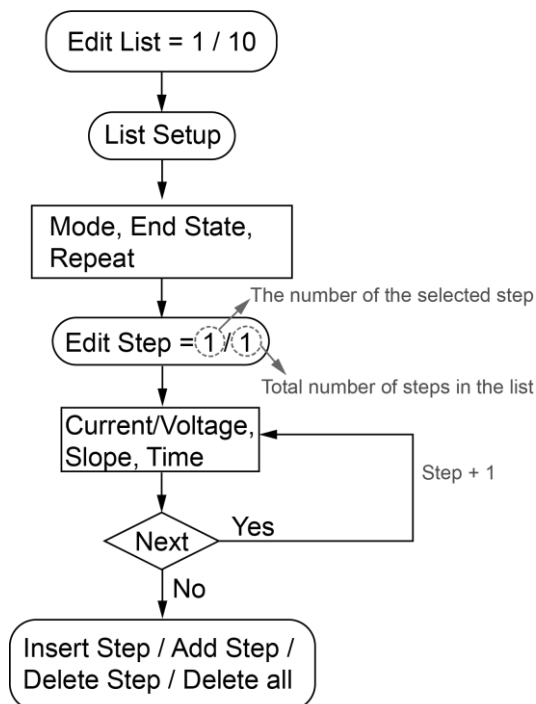 Edit List = 1 / 10
List Setup
Mode, End State,
Repeat
The number of the selected step
Edit Step = 1 / 1
Total number of steps in the list
Current/Voltage,
Slope, Time
Step + 1
Next
Yes
No
Insert Step / Add Step /
Delete Step / Delete all